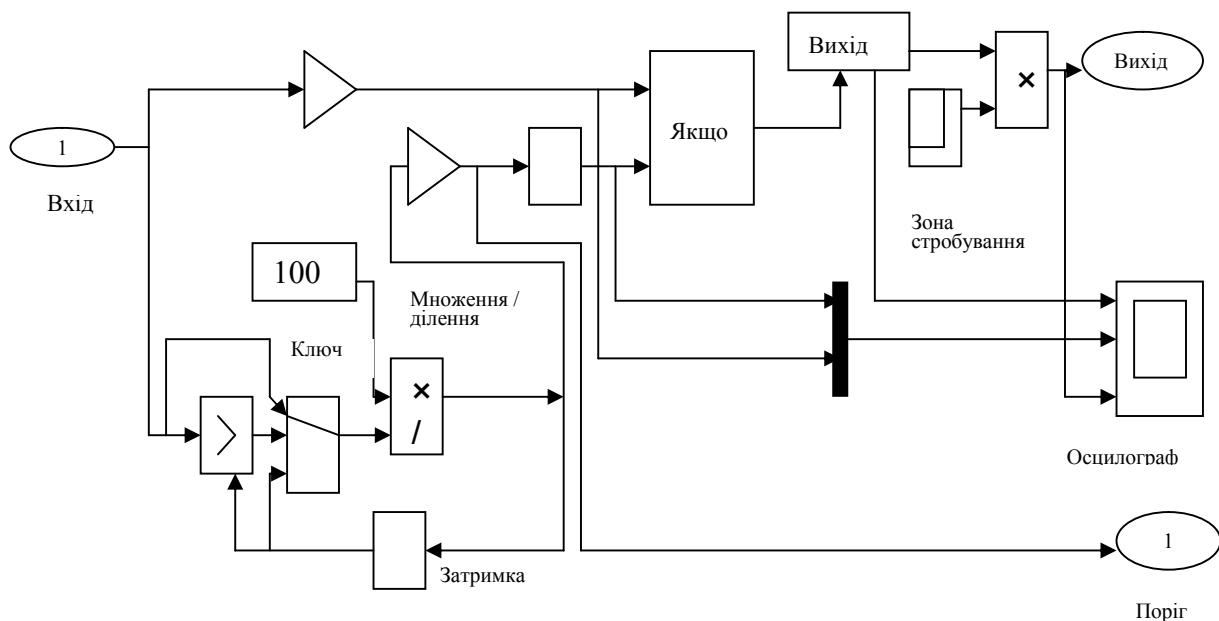 Вихід
Вихід
×
Якщо
1
Вхід
Зона
стробування
100
Множення /
ділення
Ключ
×
/
>
Осцилограф
1
Затримка
Поріг